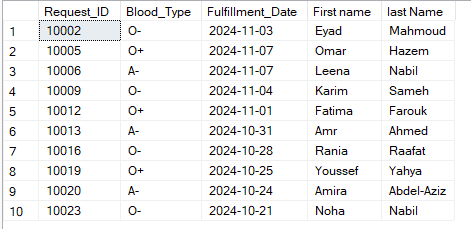 Request_ID Blood_Type Fulfillment_Date First name last Name
1 10002 O- 2024-11-03 Eyad Mahmoud
2 10005 O+ 2024-11-07 Omar Hazem
3 10006 A- 2024-11-07 Leena Nabil
4 10009 O- 2024-11-04 Karim Sameh
5 10012 O+ 2024-11-01 Fatima Farouk
6 10013 A- 2024-10-31 Amr Ahmed
7 10016 O- 2024-10-28 Rania Raafat
8 10019 O+ 2024-10-25 Youssef Yahya
9 10020 A- 2024-10-24 Amira Abdel-Aziz
10 10023 O- 2024-10-21 Noha Nabil